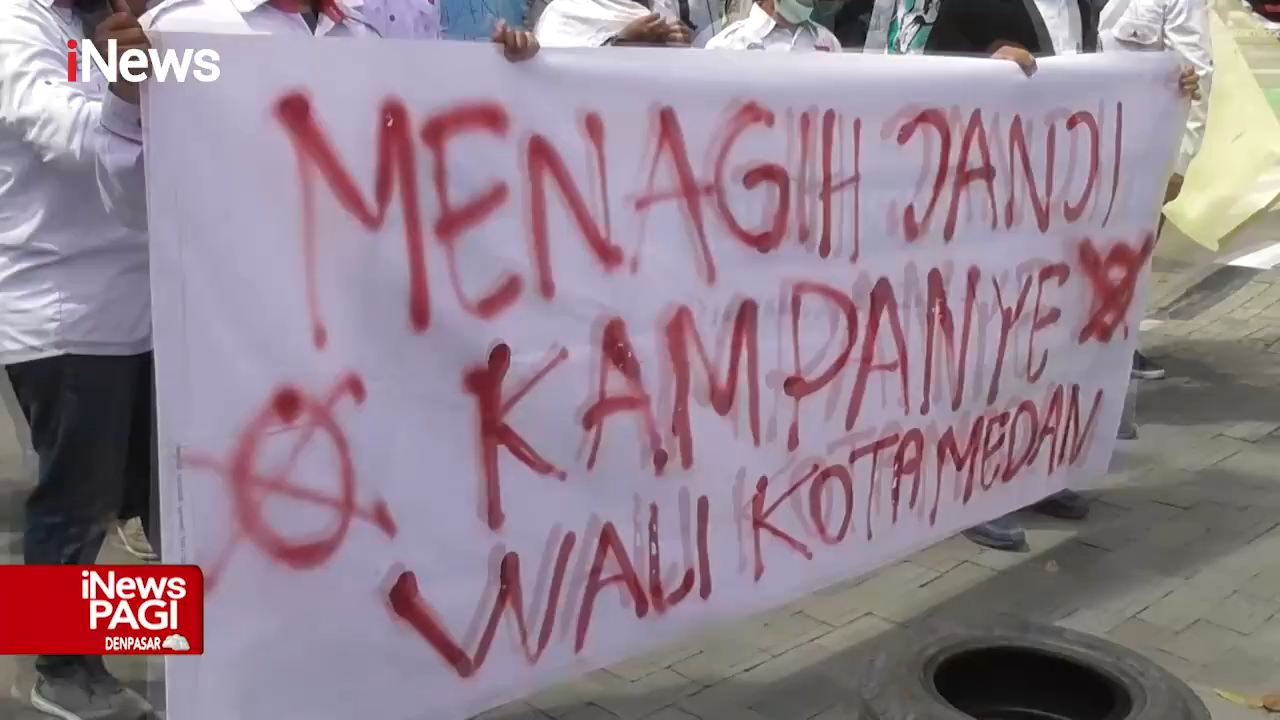 iNews
MENAGIH JANJI
KAMPANYE
WALI KOTA MEDAN
iNews
PAGI
DENPASAR